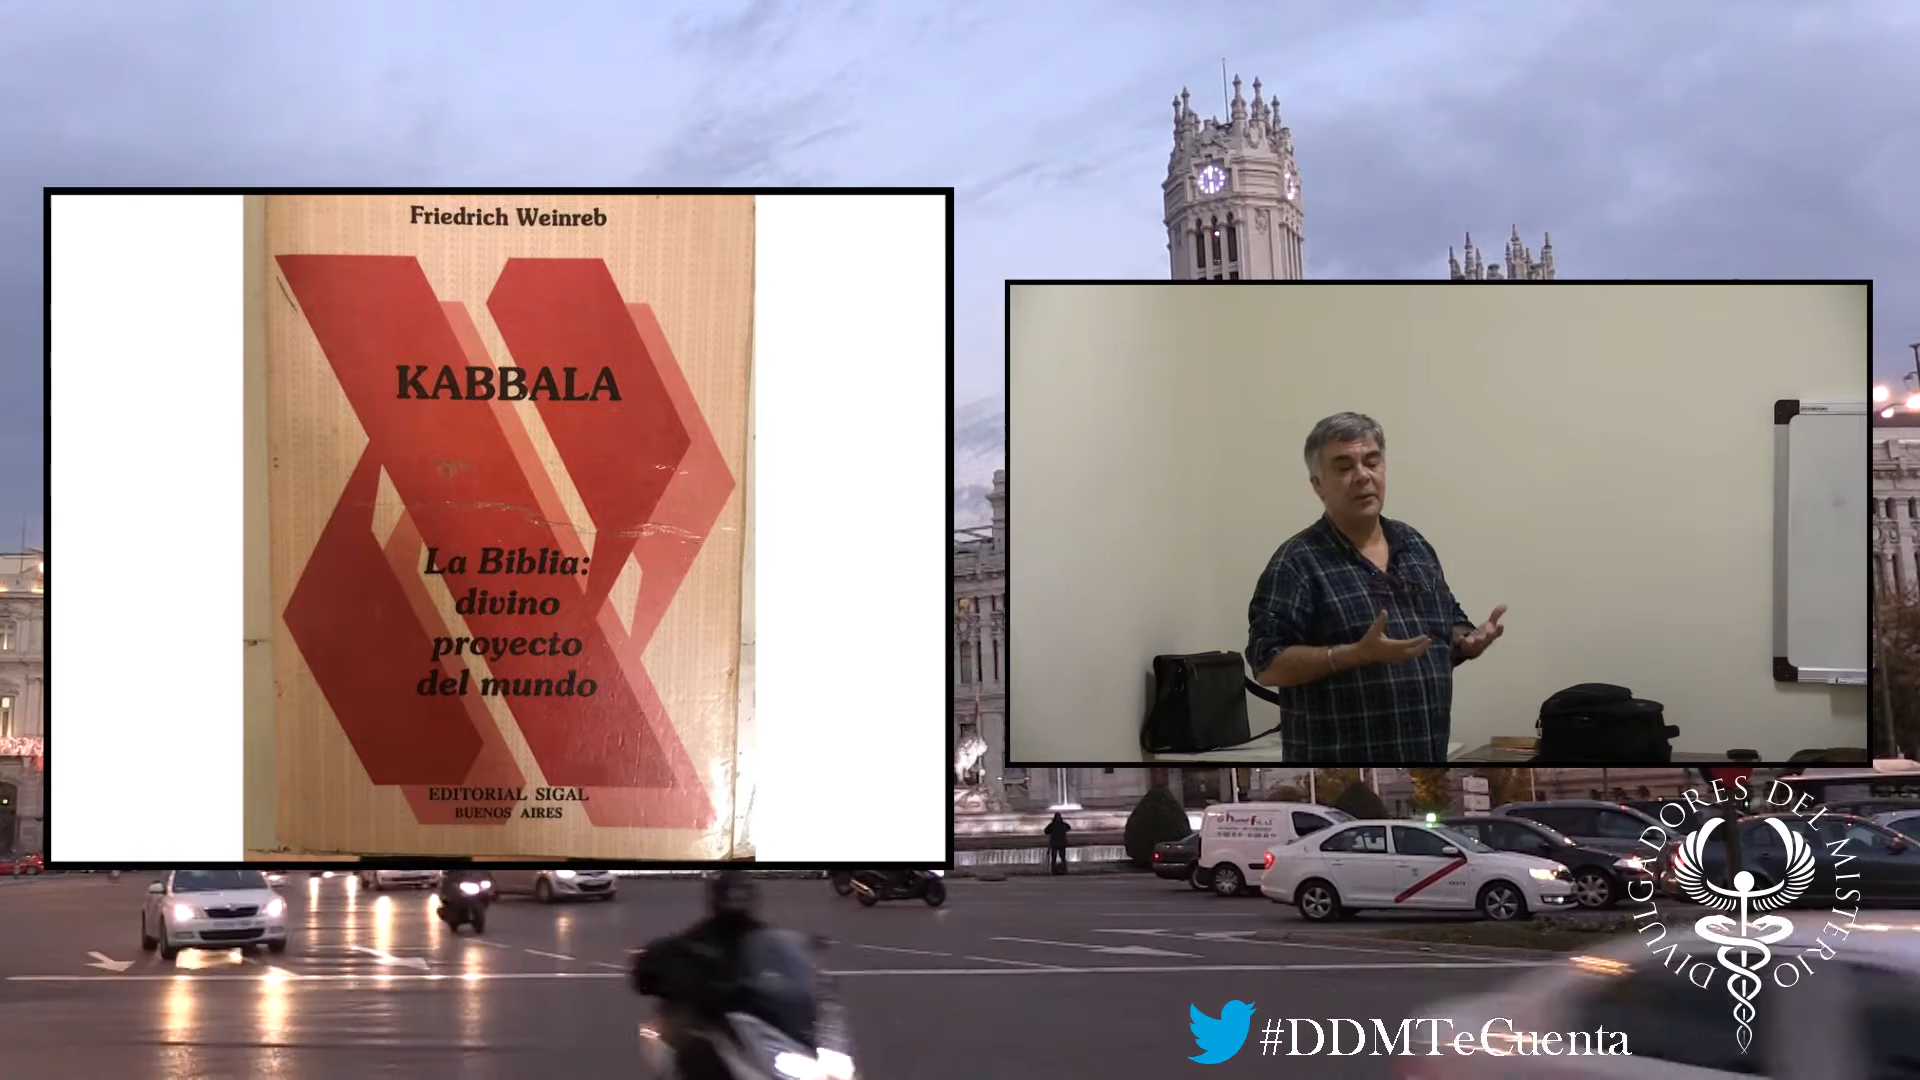 Friedrich Weinreb
KABBALA
La Biblia:
divino
proyecto
del mundo
EDITORIAL SIGAL
BUENOS AIRES
DIVULGADORES DEL MISTERIO
#DDMTeCuenta